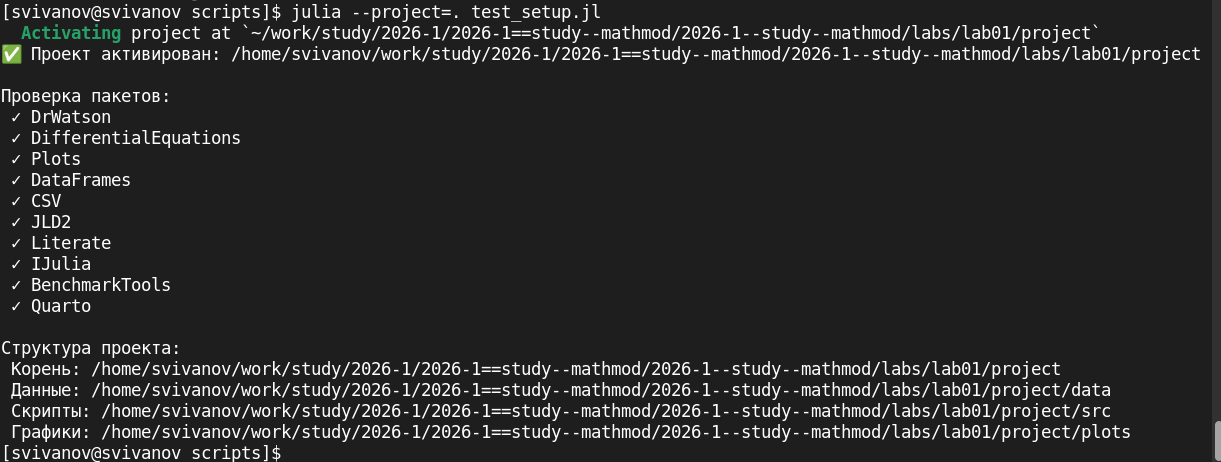 [svivanov@svivanov scripts]$ julia --project=. test_setup.jl
Activating project at `~/work/study/2026-1/2026-1==study--mathmod/2026-1--study--mathmod/labs/lab01/project`
✅ Проект активирован: /home/svivanov/work/study/2026-1/2026-1==study--mathmod/2026-1--study--mathmod/labs/lab01/project
Проверка пакетов:
✓ DrWatson
✓ DifferentialEquations
✓ Plots
✓ DataFrames
✓ CSV
✓ JLD2
✓ Literate
✓ IJulia
✓ BenchmarkTools
✓ Quarto
Структура проекта:
Корень: /home/svivanov/work/study/2026-1/2026-1==study--mathmod/2026-1--study--mathmod/labs/lab01/project
Данные: /home/svivanov/work/study/2026-1/2026-1==study--mathmod/2026-1--study--mathmod/labs/lab01/project/data
Скрипты: /home/svivanov/work/study/2026-1/2026-1==study--mathmod/2026-1--study--mathmod/labs/lab01/project/src
Графики: /home/svivanov/work/study/2026-1/2026-1==study--mathmod/2026-1--study--mathmod/labs/lab01/project/plots
[svivanov@svivanov scripts]$